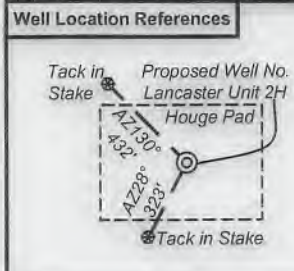 Well Location References
Tack in Stake
Proposed Well No.
Lancaster Unit 2H
Houge Pad
AZ130°
432'
AZ28°
323'
Tack in Stake